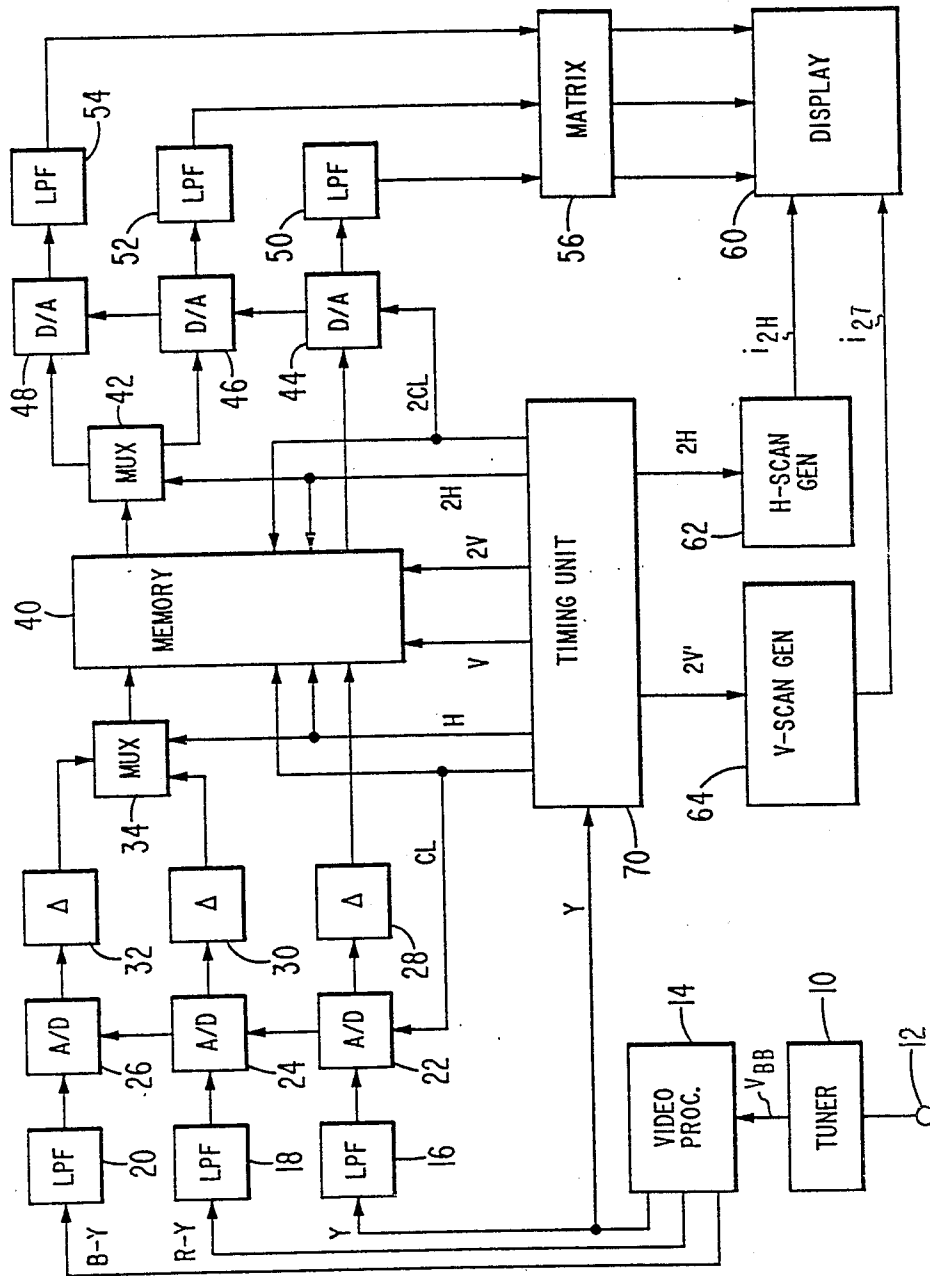 LPF
54
LPF
52
LPF
50
D/A
48
D/A
46
D/A
44
MUX
42
MATRIX
56
DISPLAY
60
2CL
2H
2V
V
H
CL
MEMORY
40
MUX
34
Δ
32
Δ
30
Δ
28
A/D
26
A/D
24
A/D
22
LPF
20
LPF
18
LPF
16
B-Y
R-Y
Y
TIMING UNIT
70
Y
2H
2V'
H-SCAN
GEN
62
V-SCAN GEN
64
i2H
i2T
VIDEO
PROC.
14
VBB
TUNER
10
12